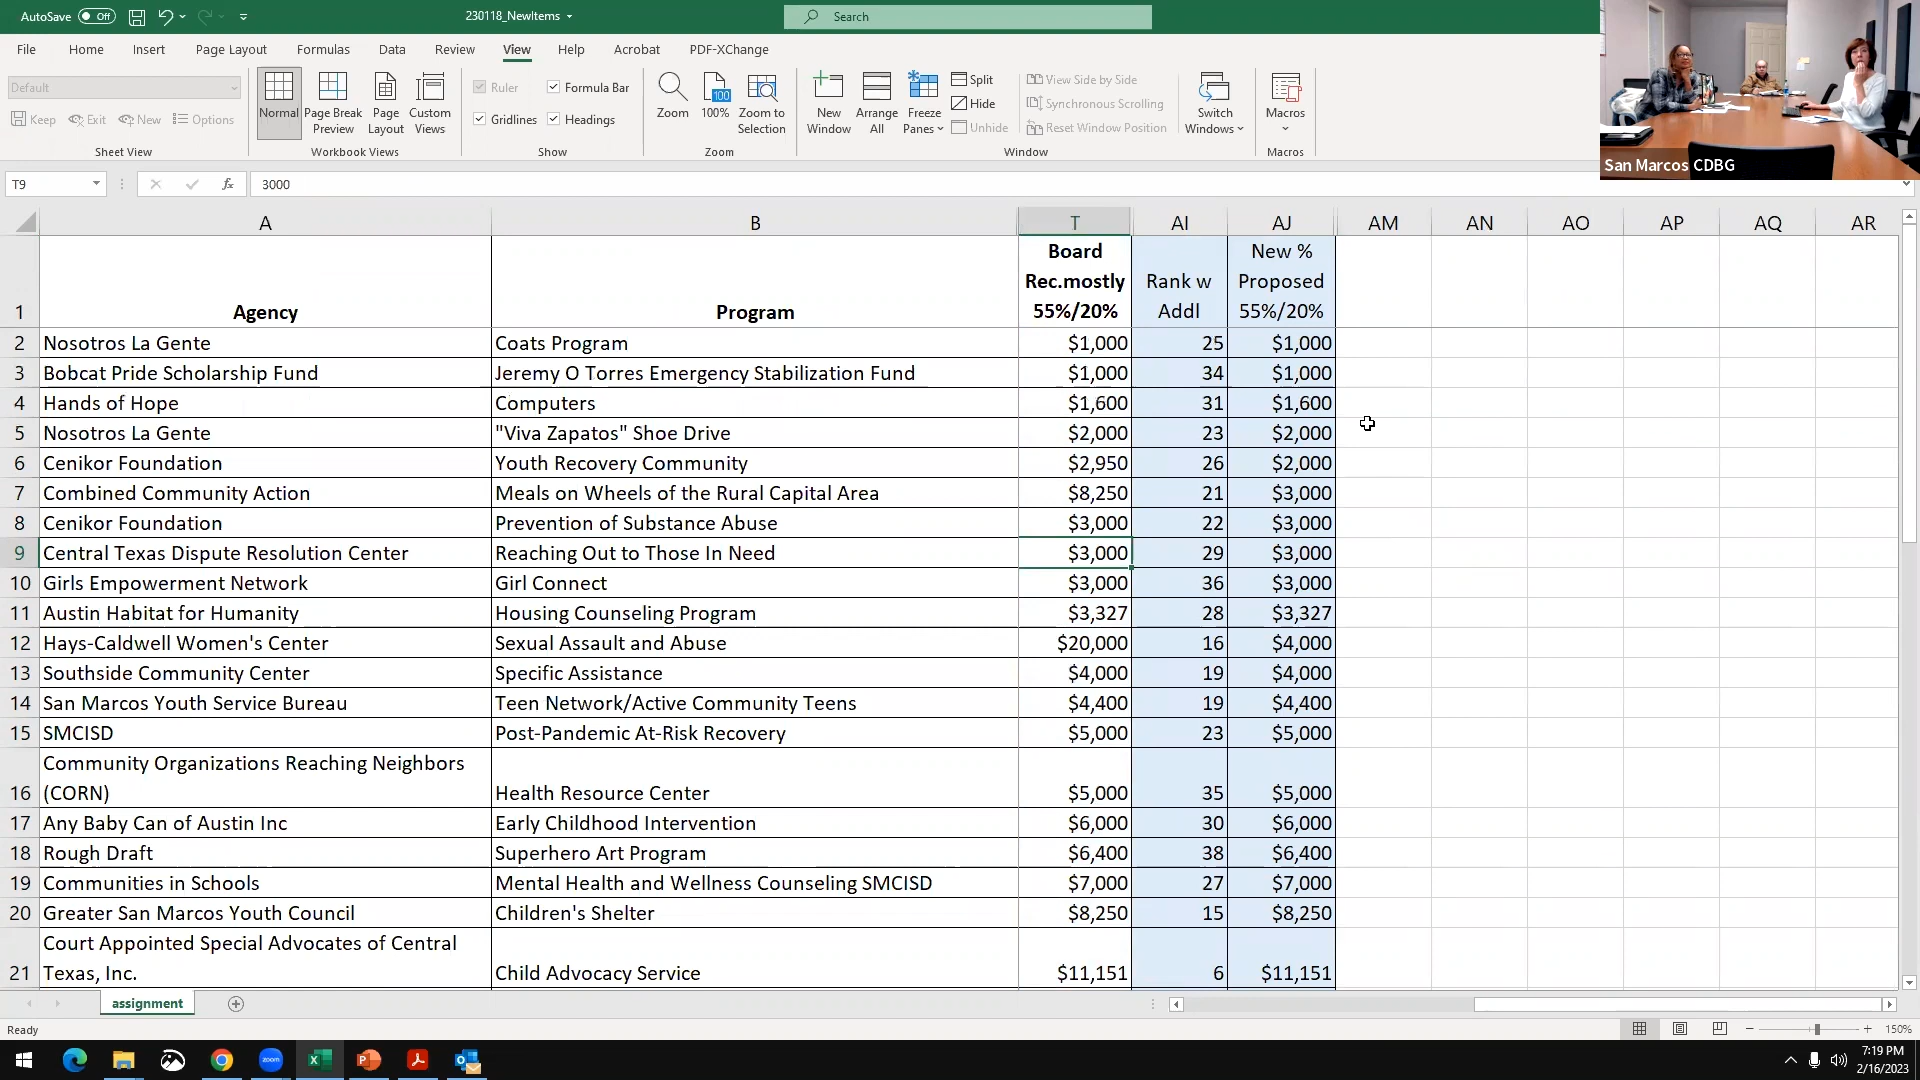 AutoSave Off 230118_NewItems Search
File Home Insert Page Layout Formulas Data Review View Help Acrobat PDF-XChange
Default
Keep Exit New Options
Sheet View
Normal Page Break Preview Page Layout Custom Views
Workbook Views
Ruler Formula Bar
Gridlines Headings
Show
Zoom 100 100% Zoom to Selection
Zoom
New Window Arrange All Freeze Panes
Split
Hide
Unhide
View Side by Side
Synchronous Scrolling
Reset Window Position
Switch Windows
Window
Macros
Macros
San Marcos CDBG
T9 fx 3000
A B T AI AJ AM AN AO AP AQ AR
1 Agency Program Board Rec.mostly 55%/20% Rank w Addl New % Proposed 55%/20%
2 Nosotros La Gente Coats Program $1,000 25 $1,000
3 Bobcat Pride Scholarship Fund Jeremy O Torres Emergency Stabilization Fund $1,000 34 $1,000
4 Hands of Hope Computers $1,600 31 $1,600
5 Nosotros La Gente "Viva Zapatos" Shoe Drive $2,000 23 $2,000
6 Cenikor Foundation Youth Recovery Community $2,950 26 $2,000
7 Combined Community Action Meals on Wheels of the Rural Capital Area $8,250 21 $3,000
8 Cenikor Foundation Prevention of Substance Abuse $3,000 22 $3,000
9 Central Texas Dispute Resolution Center Reaching Out to Those In Need $3,000 29 $3,000
10 Girls Empowerment Network Girl Connect $3,000 36 $3,000
11 Austin Habitat for Humanity Housing Counseling Program $3,327 28 $3,327
12 Hays-Caldwell Women's Center Sexual Assault and Abuse $20,000 16 $4,000
13 Southside Community Center Specific Assistance $4,000 19 $4,000
14 San Marcos Youth Service Bureau Teen Network/Active Community Teens $4,400 19 $4,400
15 SMCISD Post-Pandemic At-Risk Recovery $5,000 23 $5,000
Community Organizations Reaching Neighbors
16 (CORN) Health Resource Center $5,000 35 $5,000
17 Any Baby Can of Austin Inc Early Childhood Intervention $6,000 30 $6,000
18 Rough Draft Superhero Art Program $6,400 38 $6,400
19 Communities in Schools Mental Health and Wellness Counseling SMCISD $7,000 27 $7,000
20 Greater San Marcos Youth Council Children's Shelter $8,250 15 $8,250
Court Appointed Special Advocates of Central
21 Texas, Inc. Child Advocacy Service $11,151 6 $11,151
assignment
Ready 150%
zoom 7:19 PM
2/16/2023